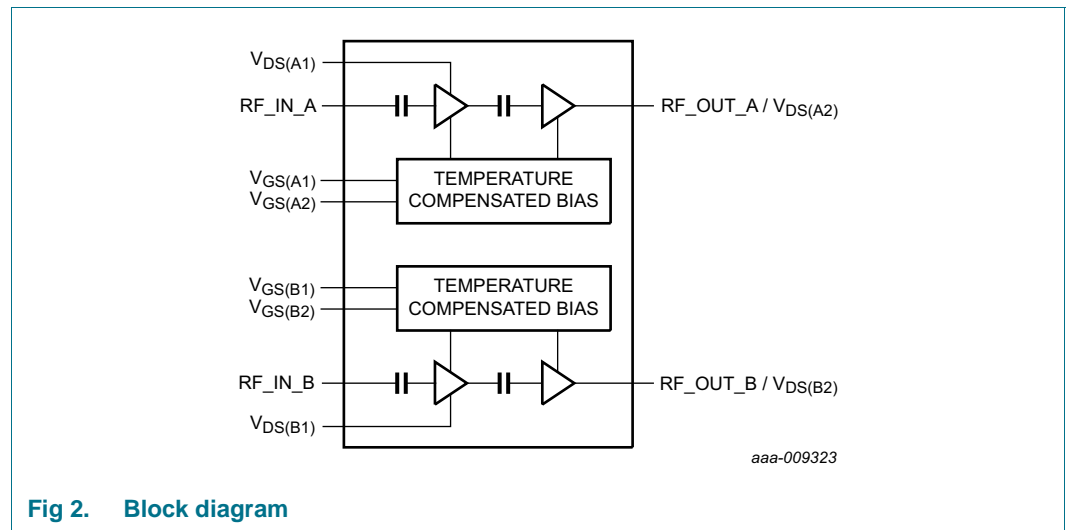 VDS(A1)
RF_IN_A
RF_OUT_A / VDS(A2)
VGS(A1)
VGS(A2)
TEMPERATURE
COMPENSATED BIAS
VGS(B1)
VGS(B2)
TEMPERATURE
COMPENSATED BIAS
RF_IN_B
RF_OUT_B / VDS(B2)
VDS(B1)
aaa-009323
Fig 2. Block diagram